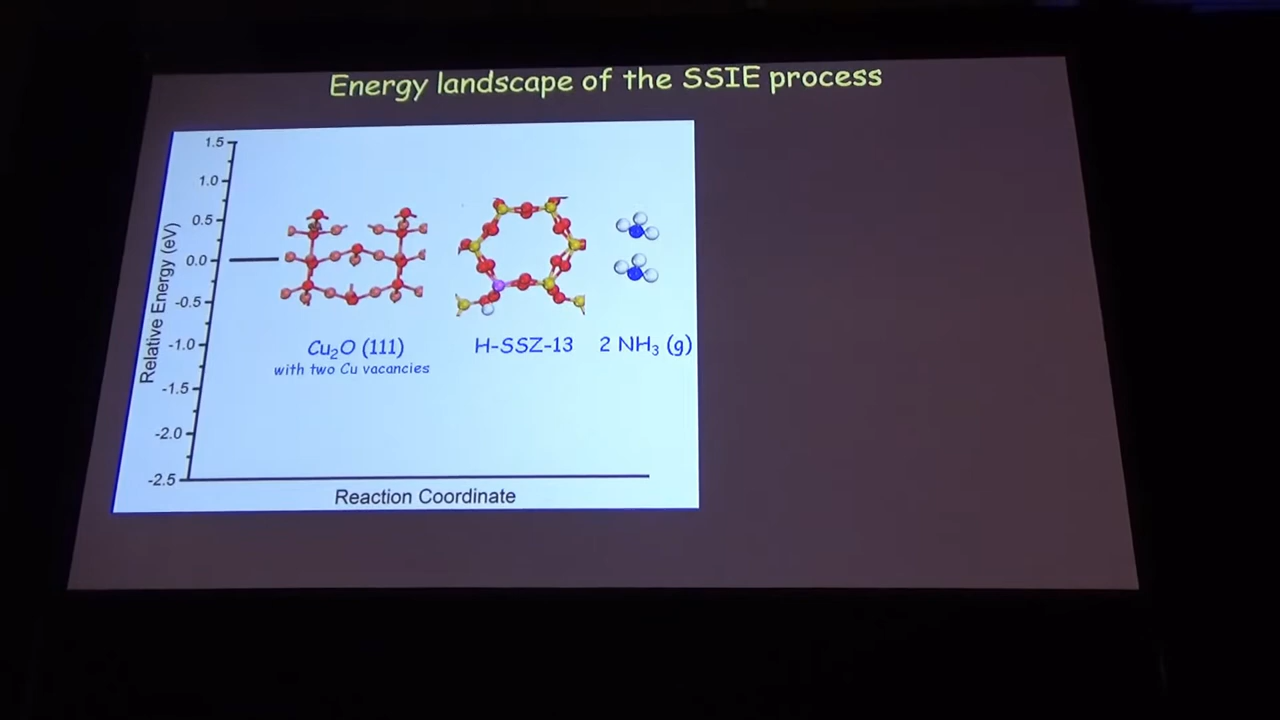 Energy landscape of the SSIE process
1.5
1.0
0.5
0.0
-0.5
-1.0
-1.5
-2.0
-2.5
Relative Energy (eV)
Cu₂O (111)
with two Cu vacancies
H-SSZ-13
2 NH₃ (g)
Reaction Coordinate